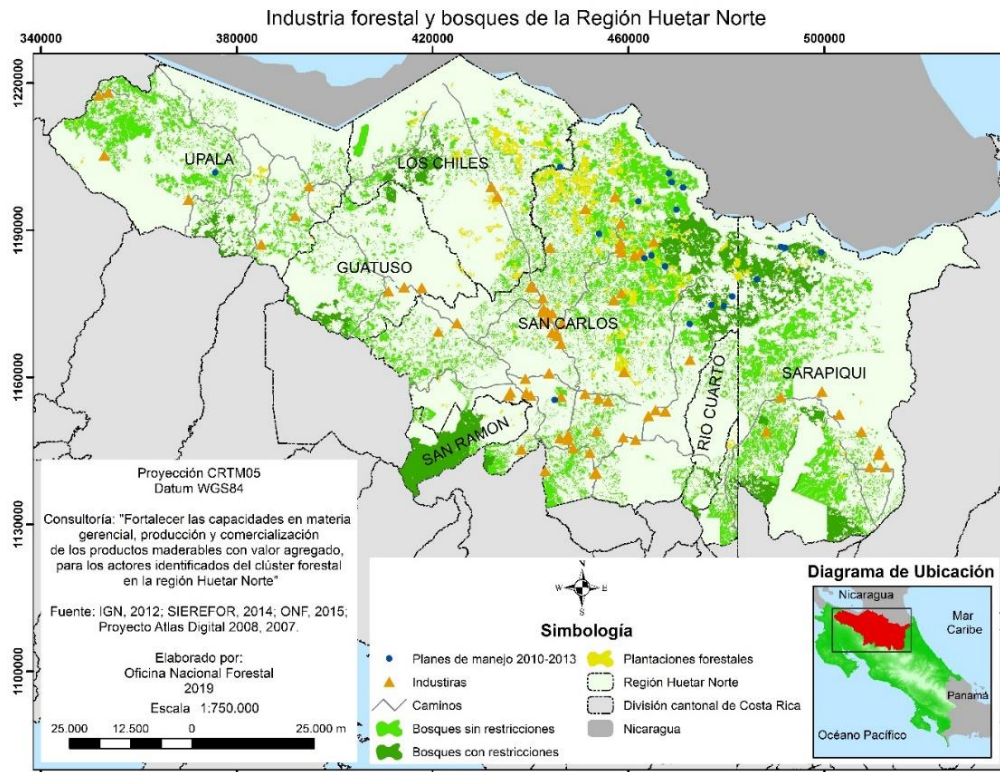 Industria forestal y bosques de la Región Huetar Norte
340000 380000 420000 460000 500000
1220000
1190000
1160000
1130000
1100000
UPALA
LOS CHILES
GUATUSO
SAN CARLOS
SARAPIQUI
RIO CUARTO
SAN RAMON
Proyección CRTM05
Datum WGS84
Consultoría: "Fortalecer las capacidades en materia
gerencial, producción y comercialización
de los productos maderables con valor agregado,
para los actores identificados del clúster forestal
en la región Huetar Norte"
Fuente: IGN, 2012; SIEREFOR, 2014; ONF, 2015;
Proyecto Atlas Digital 2008, 2007.
Elaborado por:
Oficina Nacional Forestal
2019
Escala 1:750.000
25.000 12.500 0 25.000 m
N
W E
S
Simbología
Planes de manejo 2010-2013
Industiras
Caminos
Bosques sin restricciones
Bosques con restricciones
Plantaciones forestales
Región Huetar Norte
División cantonal de Costa Rica
Nicaragua
Diagrama de Ubicación
Nicaragua
Mar
Caribe
Panamá
Océano Pacífico